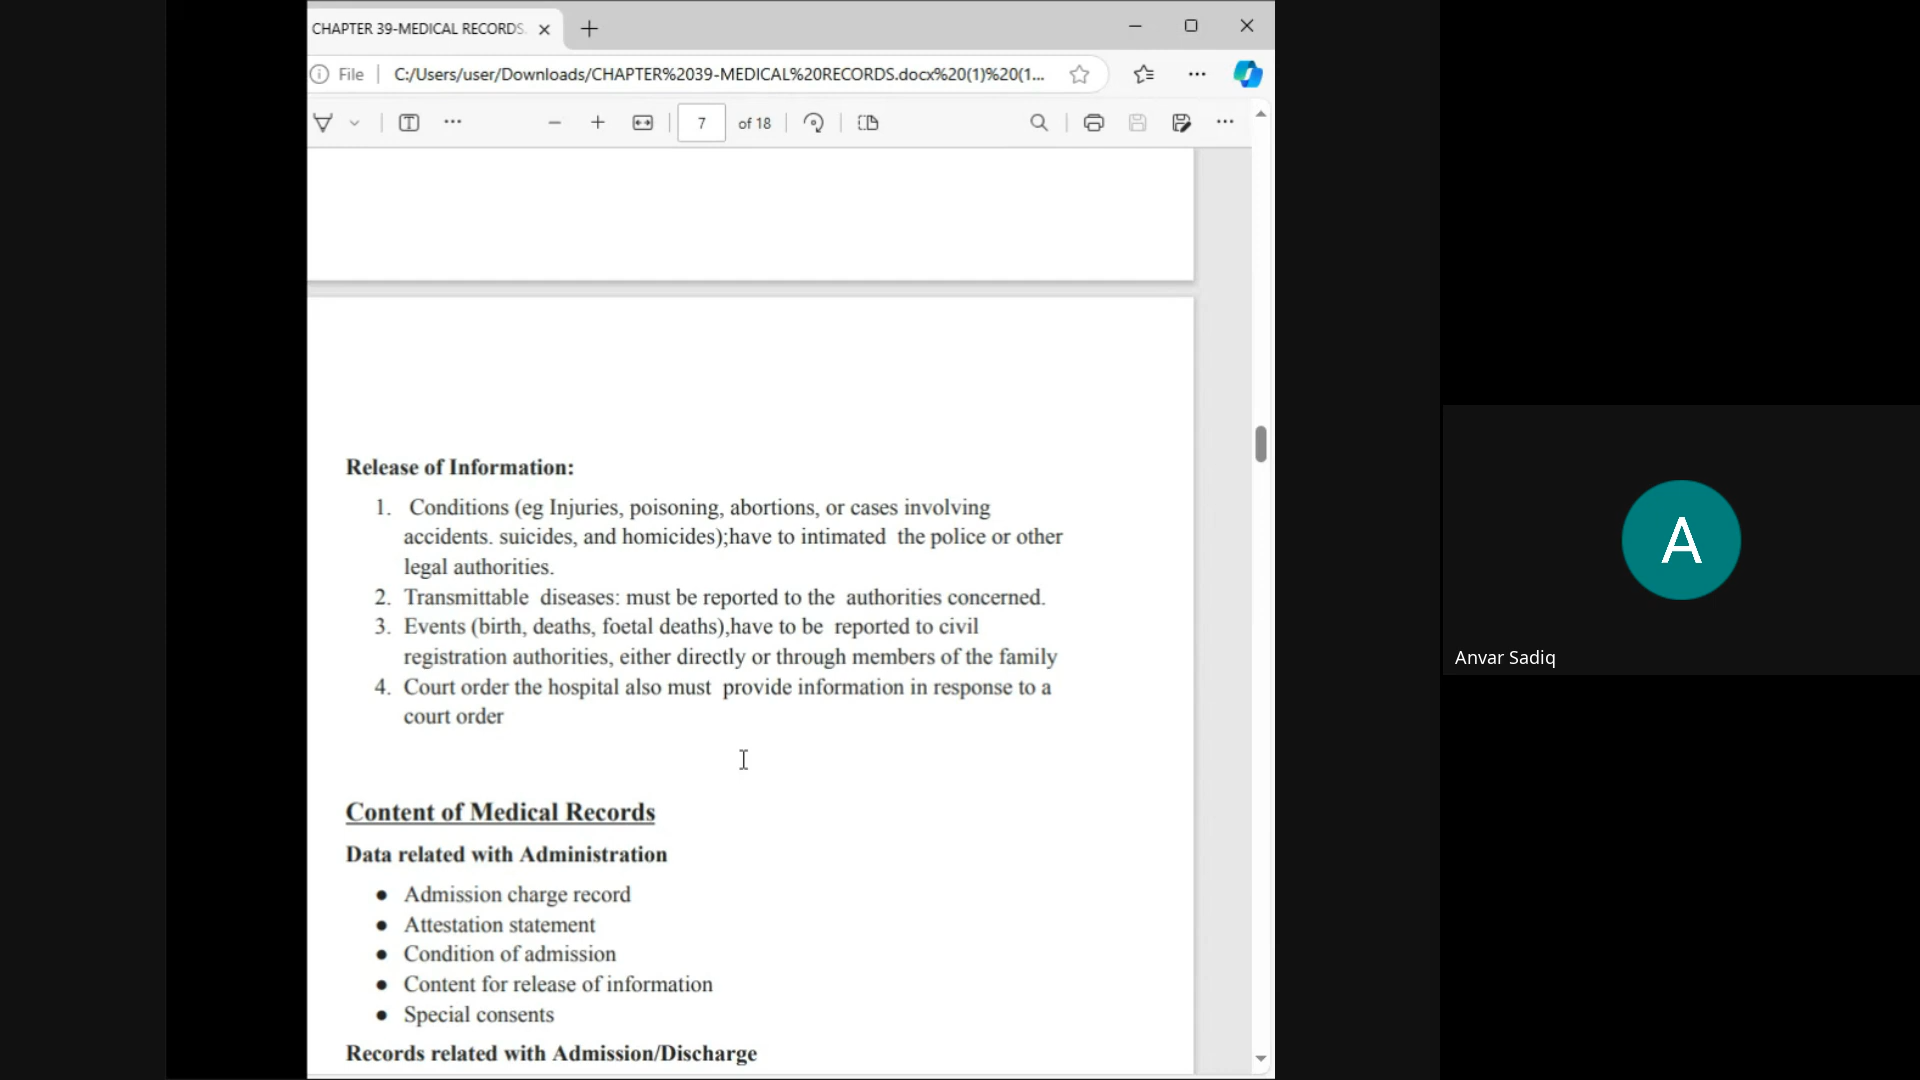 CHAPTER 39-MEDICAL RECORDS.
File
C:/Users/user/Downloads/CHAPTER%2039-MEDICAL%20RECORDS.docx%20(1)%20(1...
7 of 18
Release of Information:
1. Conditions (eg Injuries, poisoning, abortions, or cases involving
accidents. suicides, and homicides);have to intimated the police or other
legal authorities.
2. Transmittable diseases: must be reported to the authorities concerned.
3. Events (birth, deaths, foetal deaths),have to be reported to civil
registration authorities, either directly or through members of the family
4. Court order the hospital also must provide information in response to a
court order
Content of Medical Records
Data related with Administration
● Admission charge record
● Attestation statement
● Condition of admission
● Content for release of information
● Special consents
Records related with Admission/Discharge
A
Anvar Sadiq